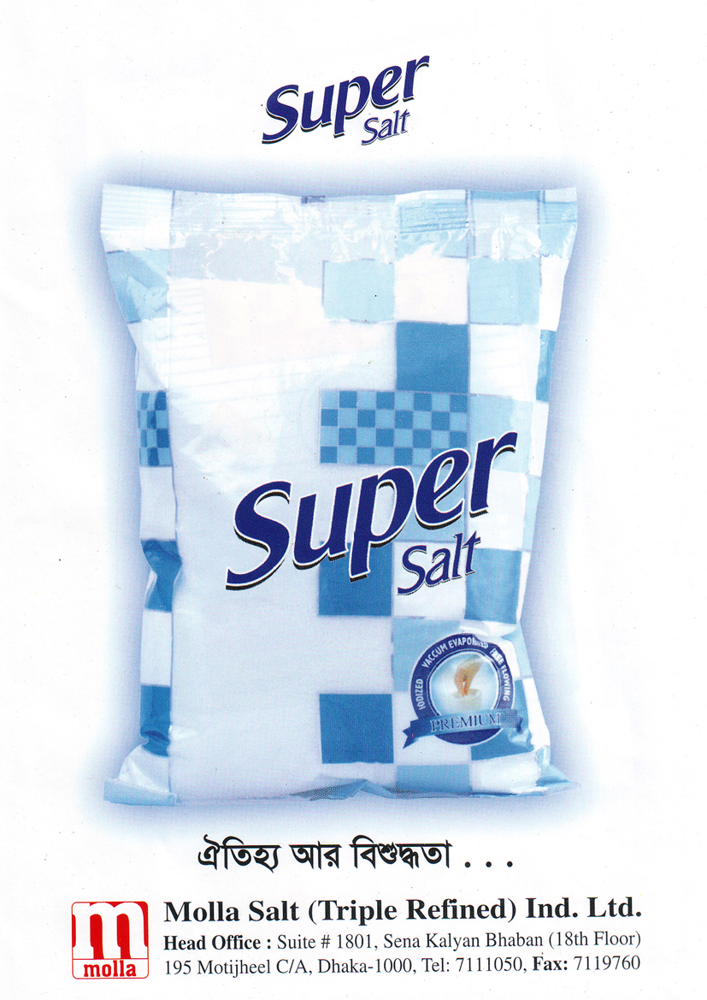 Super
Salt
Super
Salt
IODIZED VACCUM EVAPORATED FREE FLOWING
PREMIUM
ঐতিহ্য আর বিশুদ্ধতা . . .
m
molla
Molla Salt (Triple Refined) Ind. Ltd.
Head Office : Suite # 1801, Sena Kalyan Bhaban (18th Floor)
195 Motijheel C/A, Dhaka-1000, Tel: 7111050, Fax: 7119760